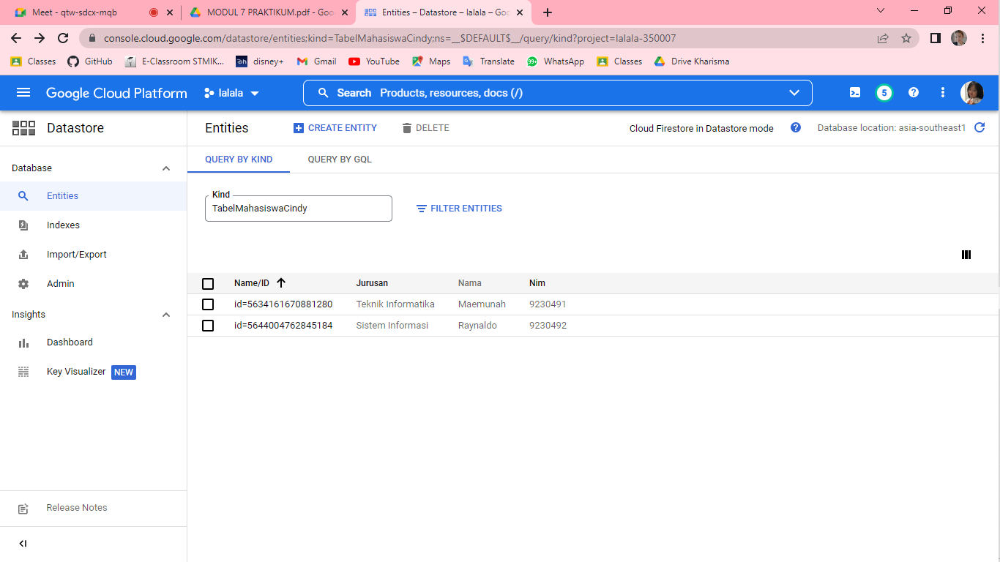 Meet - qtw-sdcx-mqb
MODUL 7 PRAKTIKUM.pdf - Goo
Entities – Datastore – lalala – Goo
console.cloud.google.com/datastore/entities;kind=TabelMahasiswaCindy;ns=__$DEFAULT$__/query/kind?project=lalala-350007
Classes GitHub E-Classroom STMIK... disney+ Gmail YouTube Maps Translate WhatsApp Classes Drive Kharisma
Google Cloud Platform lalala Search Products, resources, docs (/) 5
Datastore
Entities CREATE ENTITY DELETE Cloud Firestore in Datastore mode Database location: asia-southeast1
QUERY BY KIND QUERY BY GQL
Database
Entities
Indexes
Import/Export
Admin
Insights
Dashboard
Key Visualizer NEW
Release Notes
Kind
TabelMahasiswaCindy
FILTER ENTITIES
Name/ID Jurusan Nama Nim
id=5634161670881280 Teknik Informatika Maemunah 9230491
id=5644004762845184 Sistem Informasi Raynaldo 9230492